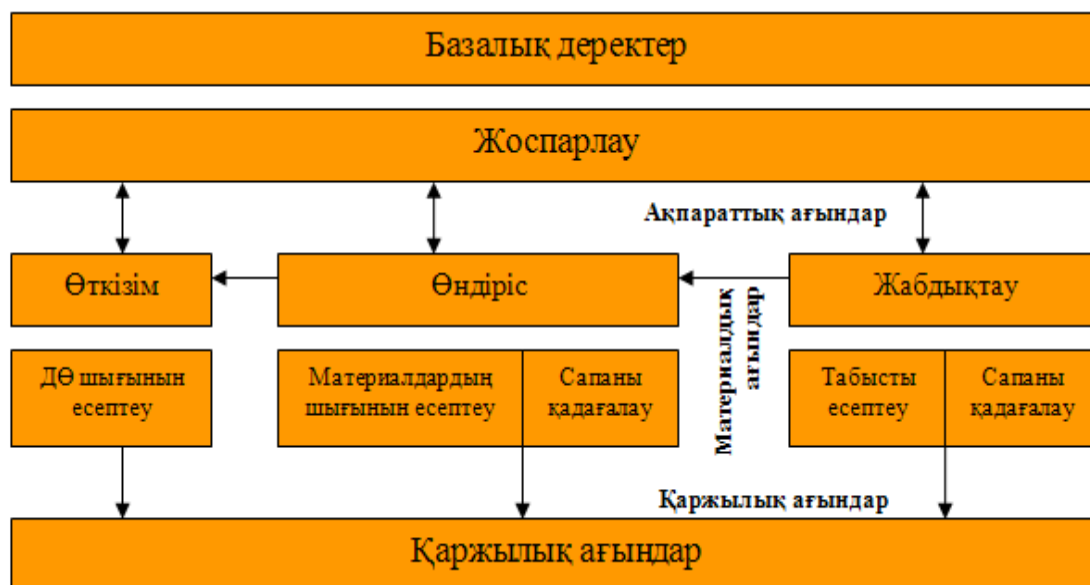 Базалық деректер
Жоспарлау
Ақпараттық ағындар
Өткізім
Өндіріс
Жабдықтау
Материалдық
ағындар
ДӨ шығынын
есептеу
Материалдардың
шығынын есептеу
Сапаны
қадағалау
Табысты
есептеу
Сапаны
қадағалау
Қаржылық ағындар
Қаржылық ағындар